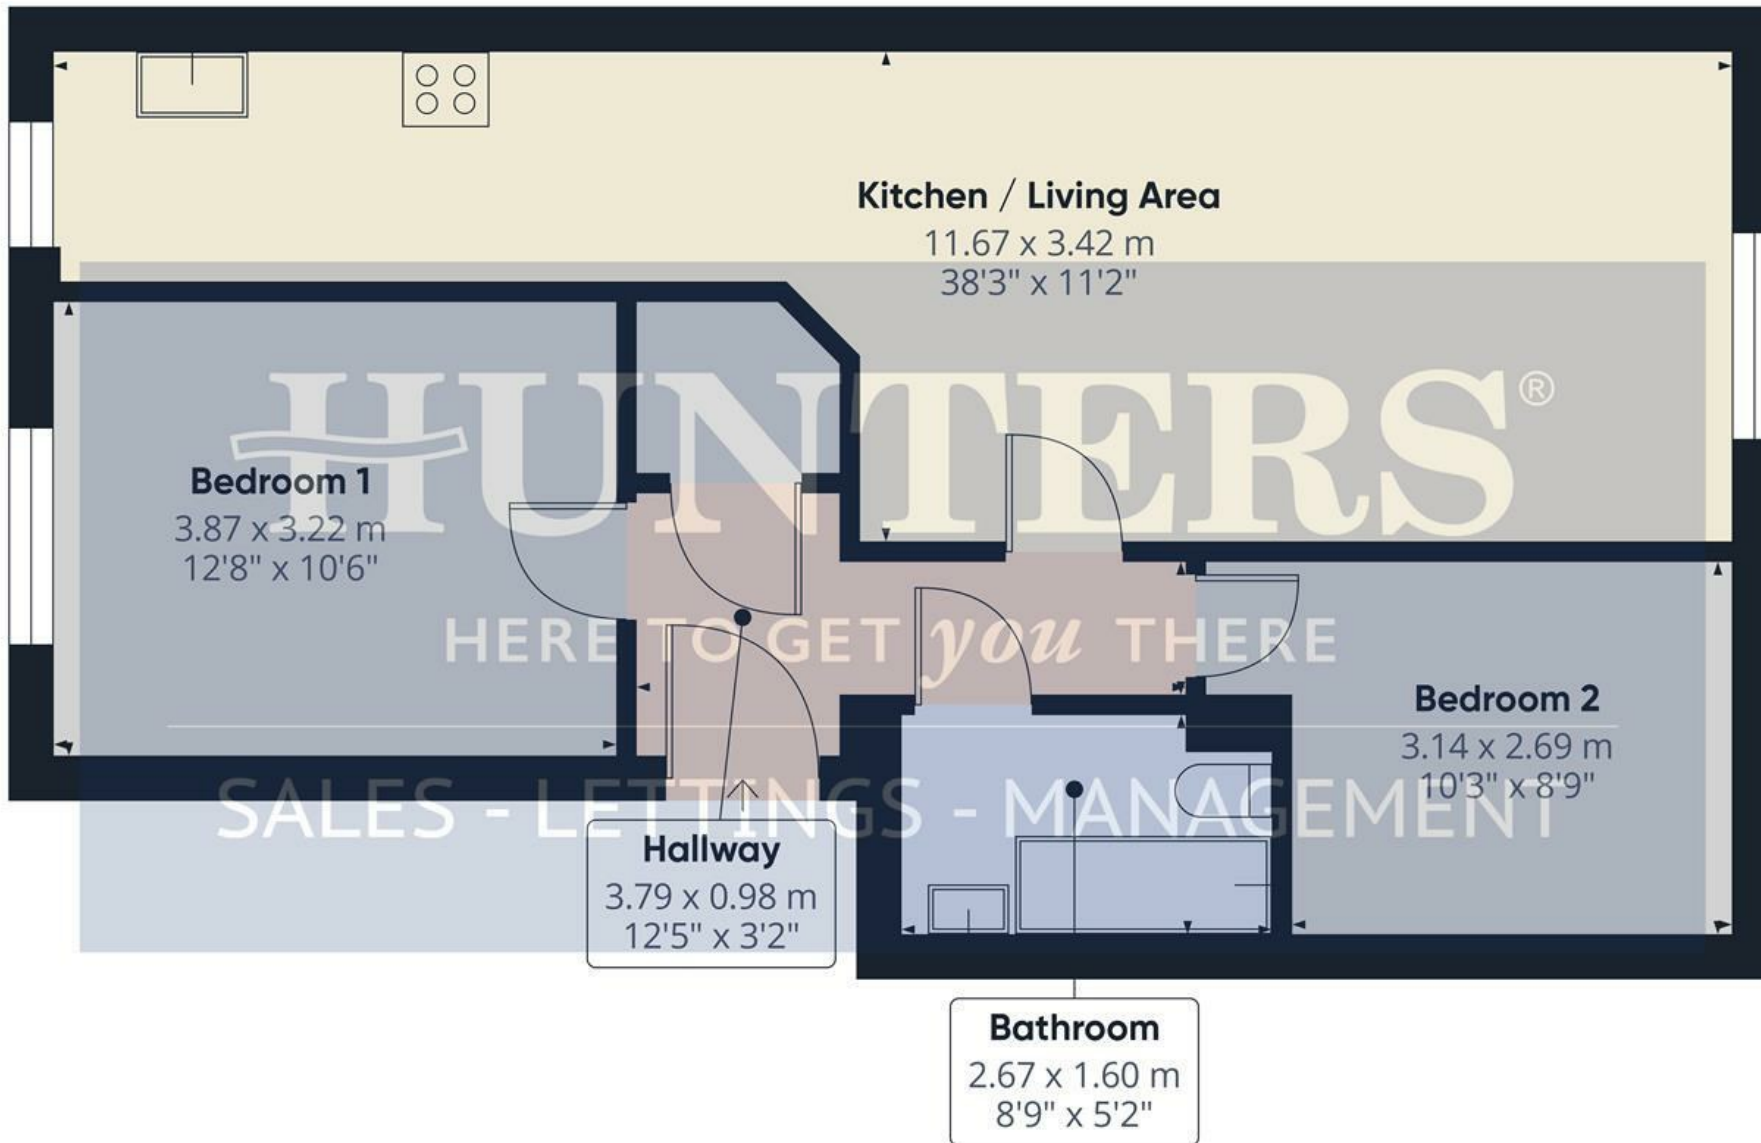 Kitchen / Living Area
11.67 x 3.42 m
38'3" x 11'2"
HUNTERS®
HERE TO GET you THERE
SALES - LETTINGS - MANAGEMENT
Bedroom 1
3.87 x 3.22 m
12'8" x 10'6"
Bedroom 2
3.14 x 2.69 m
10'3" x 8'9"
Hallway
3.79 x 0.98 m
12'5" x 3'2"
Bathroom
2.67 x 1.60 m
8'9" x 5'2"